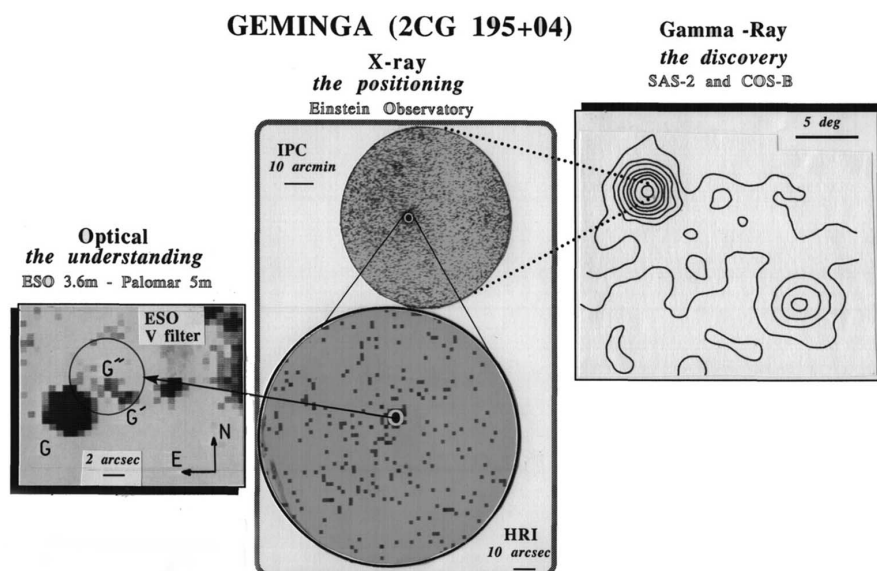 GEMINGA (2CG 195+04)
X-ray
the positioning
Einstein Observatory
Gamma -Ray
the discovery
SAS-2 and COS-B
5 deg
IPC
10 arcmin
Optical
the understanding
ESO 3.6m - Palomar 5m
ESO
V filter
G"
G'
G
N
E
2 arcsec
HRI
10 arcsec